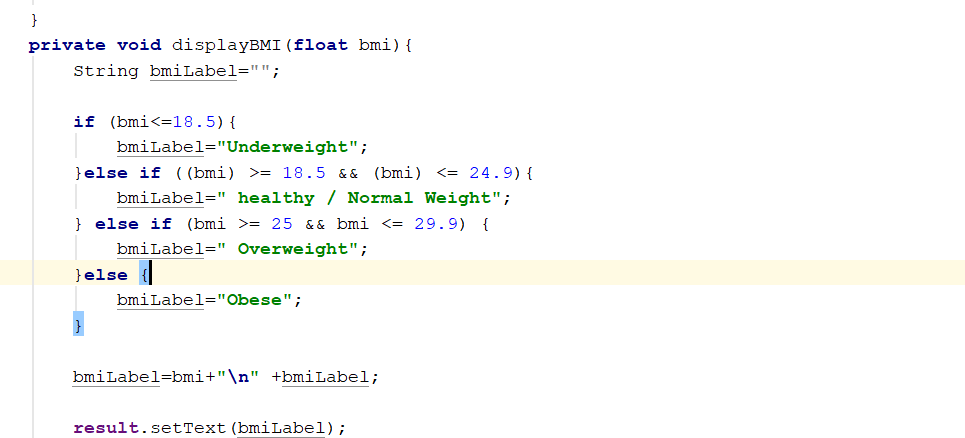 }
private void displayBMI(float bmi){
String bmiLabel="";
if (bmi<=18.5){
bmiLabel="Underweight";
}else if ((bmi) >= 18.5 && (bmi) <= 24.9){
bmiLabel=" healthy / Normal Weight";
} else if (bmi >= 25 && bmi <= 29.9) {
bmiLabel=" Overweight";
}else {
bmiLabel="Obese";
}
bmiLabel=bmi+"\n" +bmiLabel;
result.setText(bmiLabel);